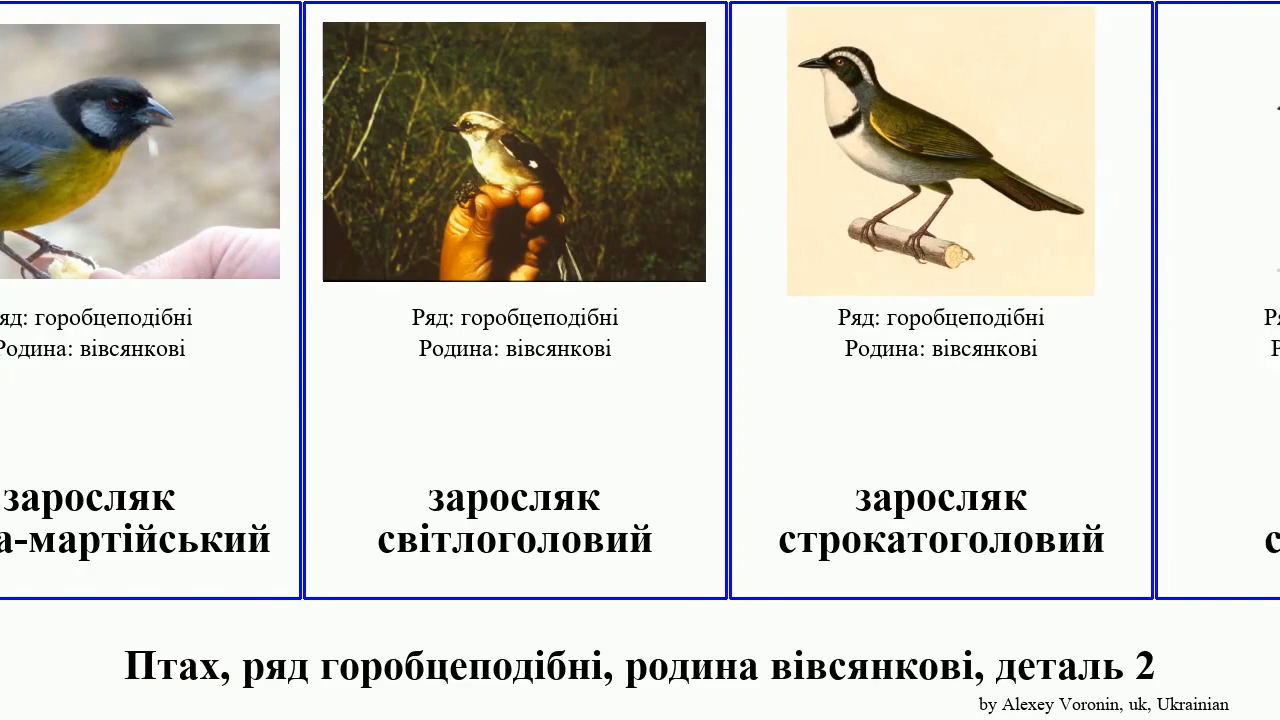 яд: горобцеподібні
Родина: вівсянкові
заросляк
а-мартійський
Ряд: горобцеподібні
Родина: вівсянкові
заросляк
світлоголовий
Ряд: горобцеподібні
Родина: вівсянкові
заросляк
строкатоголовий
Птах, ряд горобцеподібні, родина вівсянкові, деталь 2
by Alexey Voronin, uk, Ukrainian